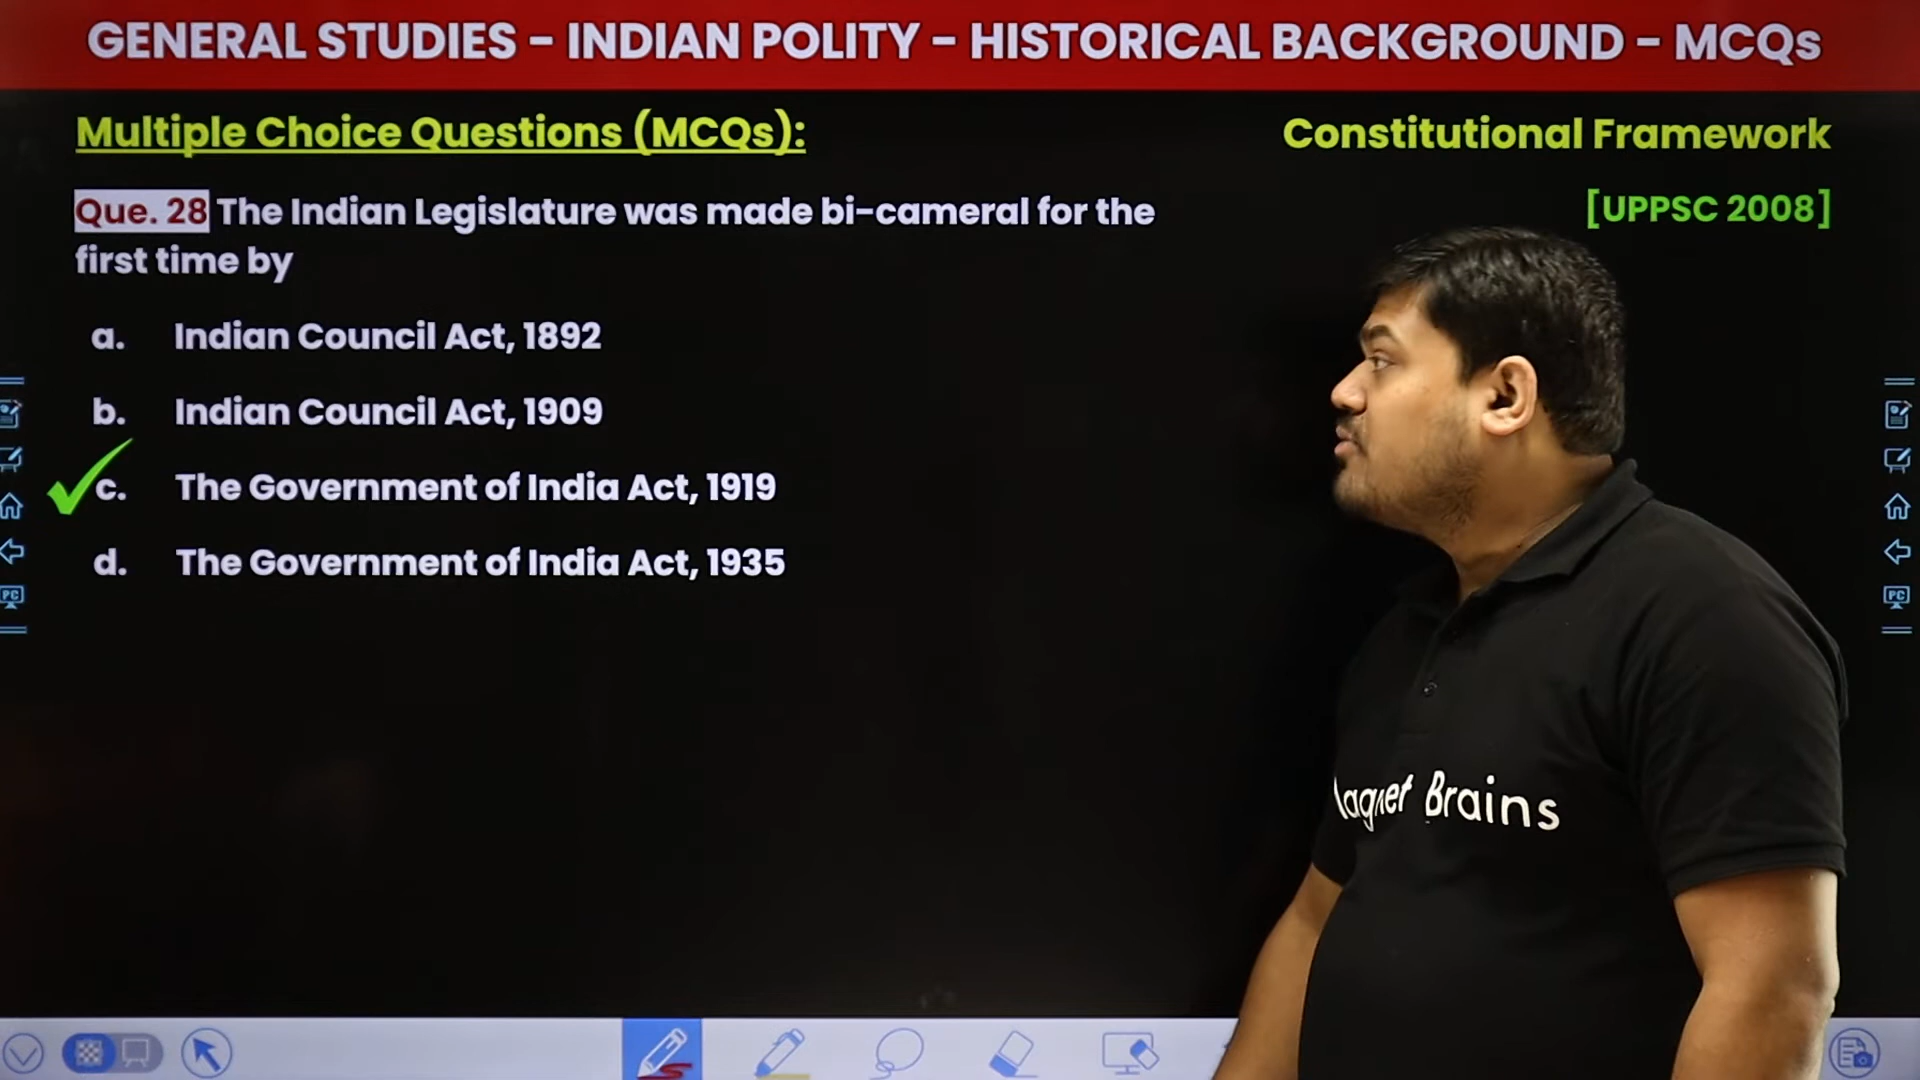 GENERAL STUDIES - INDIAN POLITY - HISTORICAL BACKGROUND - MCQs
Multiple Choice Questions (MCQs):
Constitutional Framework
Que. 28 The Indian Legislature was made bi-cameral for the
first time by
[UPPSC 2008]
a. Indian Council Act, 1892
b. Indian Council Act, 1909
c. The Government of India Act, 1919
d. The Government of India Act, 1935
PC
PC
Brains